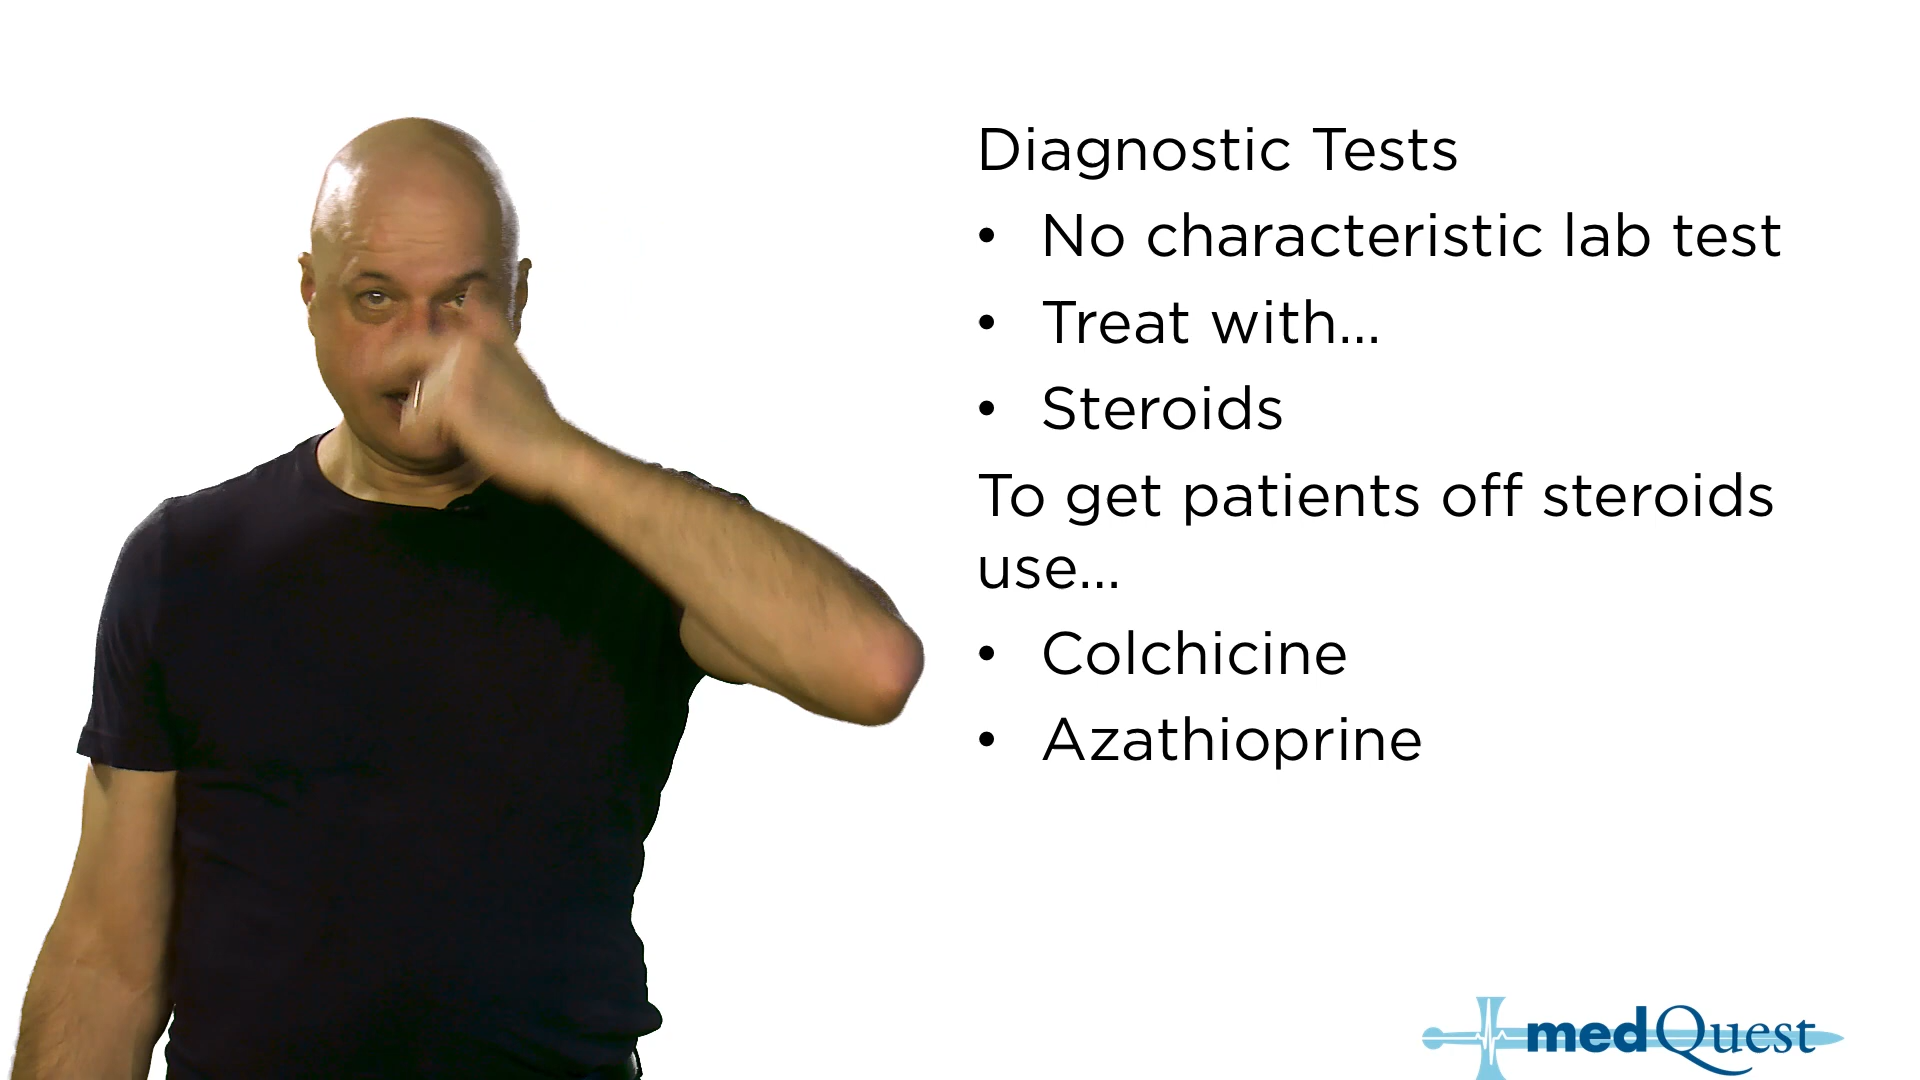 Diagnostic Tests
• No characteristic lab test
• Treat with...
• Steroids
To get patients off steroids
use...
• Colchicine
• Azathioprine
medQuest